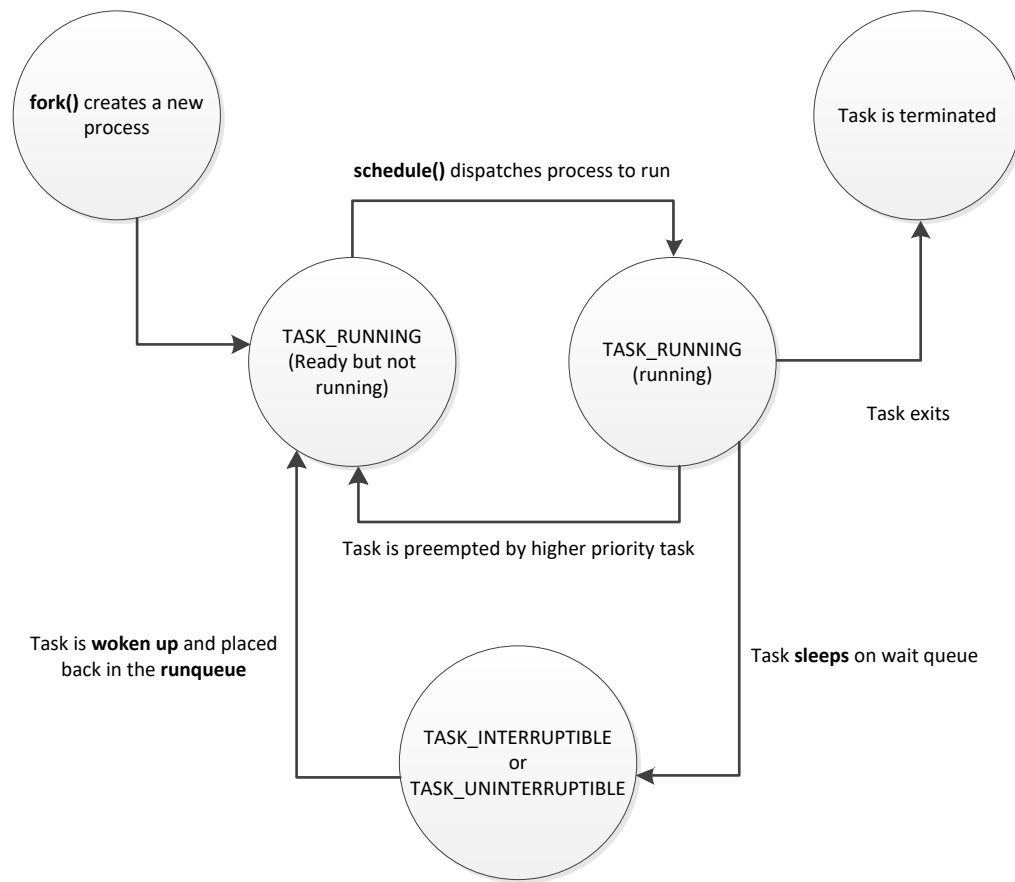 fork() creates a new
process
Task is terminated
schedule() dispatches process to run
TASK_RUNNING
(Ready but not
running)
TASK_RUNNING
(running)
Task exits
Task is preempted by higher priority task
Task is woken up and placed
back in the runqueue
Task sleeps on wait queue
TASK_INTERRUPTIBLE
or
TASK_UNINTERRUPTIBLE